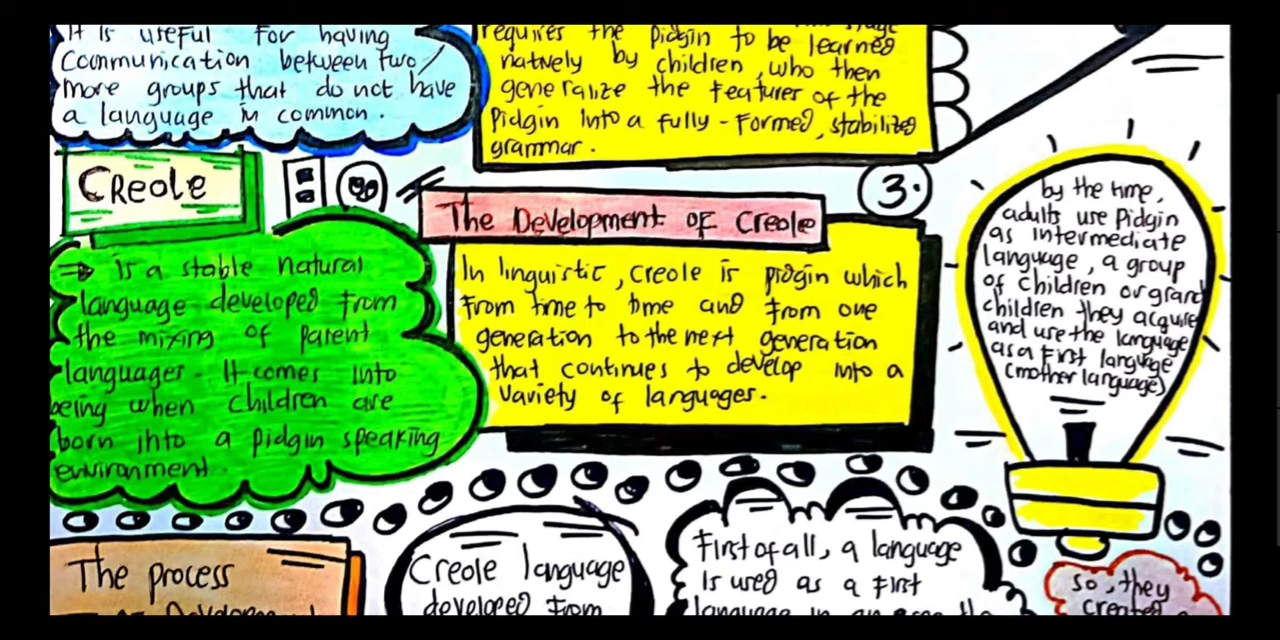 It is useful for having
Communication between two/
more groups that do not have
a language in common.
requires the Pidgin to be learned
natively by children, who then
generalize the features of the
Pidgin into a fully-formed, stabilized
grammar.
Creole
is a stable natural
language developed from
the mixing of parent
languages. It comes into
being when children are
born into a pidgin speaking
environment.
3.
The Development of Creole
In linguistic, creole is pidgin which
from time to time and from one
generation to the next generation
that continues to develop into a
variety of languages.
by the time,
adults use Pidgin
as intermediate
language, a group
of children or grand
children they acquire
and use the language
as a first language
(mother language)
The process
Creole language
developed from
First of all, a language
is used as a first
language in an
so, they
created